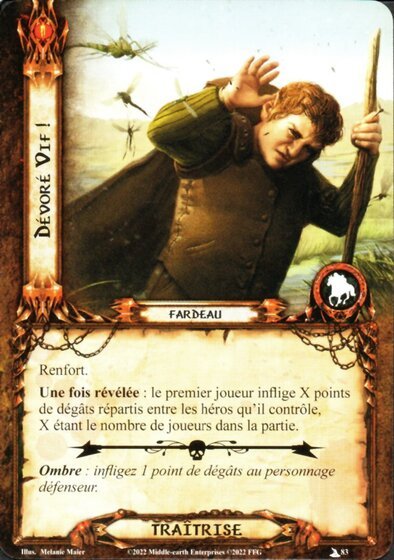 Dévoré Vif !
FARDEAU
Renfort.
Une fois révélée : le premier joueur inflige X points
de dégâts répartis entre les héros qu'il contrôle,
X étant le nombre de joueurs dans la partie.
Ombre : infligez 1 point de dégâts au personnage
défenseur.
TRAÎTRISE
Illus. Melanie Maier ©2022 Middle-earth Enterprises ©2022 FFG 83